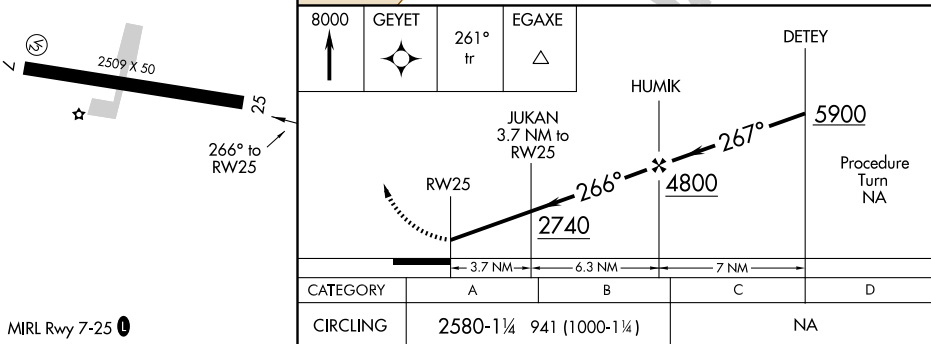 7
V5
2509 X 50
25
266° to
RW25
MIRL Rwy 7-25 L
8000
GEYET
261°
tr
EGAXE
DETEY
HUMIK
JUKAN
3.7 NM to
RW25
RW25
5900
267°
266°
4800
2740
Procedure
Turn
NA
3.7 NM
6.3 NM
7 NM
CATEGORY A B C D
CIRCLING 2580-1¼ 941 (1000-1¼) NA